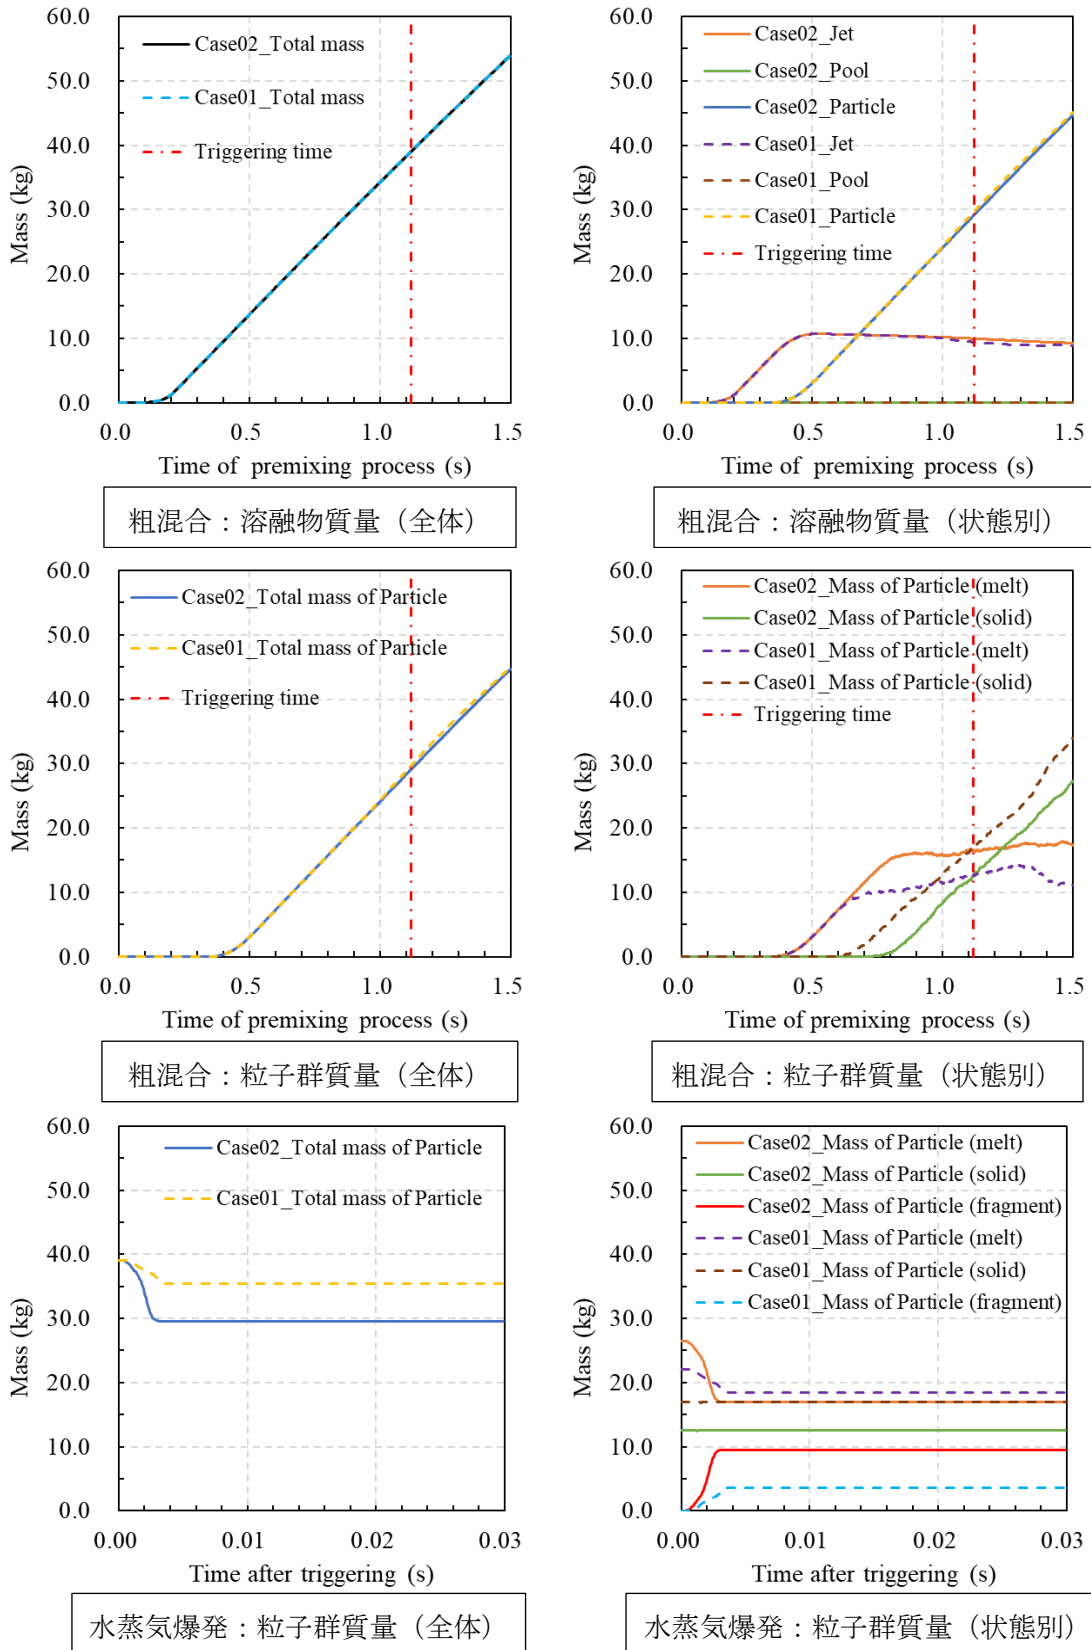 60.0
50.0
40.0
30.0
20.0
10.0
0.0
Mass (kg)
Case02_Total mass
Case01_Total mass
Triggering time
0.0 0.5 1.0 1.5
Time of premixing process (s)
粗混合：溶融物質量（全体）
60.0
50.0
40.0
30.0
20.0
10.0
0.0
Mass (kg)
Case02_Jet
Case02_Pool
Case02_Particle
Case01_Jet
Case01_Pool
Case01_Particle
Triggering time
0.0 0.5 1.0 1.5
Time of premixing process (s)
粗混合：溶融物質量（状態別）
60.0
50.0
40.0
30.0
20.0
10.0
0.0
Mass (kg)
Case02_Total mass of Particle
Case01_Total mass of Particle
Triggering time
0.0 0.5 1.0 1.5
Time of premixing process (s)
粗混合：粒子群質量（全体）
60.0
50.0
40.0
30.0
20.0
10.0
0.0
Mass (kg)
Case02_Mass of Particle (melt)
Case02_Mass of Particle (solid)
Case01_Mass of Particle (melt)
Case01_Mass of Particle (solid)
Triggering time
0.0 0.5 1.0 1.5
Time of premixing process (s)
粗混合：粒子群質量（状態別）
60.0
50.0
40.0
30.0
20.0
10.0
0.0
Mass (kg)
Case02_Total mass of Particle
Case01_Total mass of Particle
0.00 0.01 0.02 0.03
Time after triggering (s)
水蒸気爆発：粒子群質量（全体）
60.0
50.0
40.0
30.0
20.0
10.0
0.0
Mass (kg)
Case02_Mass of Particle (melt)
Case02_Mass of Particle (solid)
Case02_Mass of Particle (fragment)
Case01_Mass of Particle (melt)
Case01_Mass of Particle (solid)
Case01_Mass of Particle (fragment)
0.00 0.01 0.02 0.03
Time after triggering (s)
水蒸気爆発：粒子群質量（状態別）